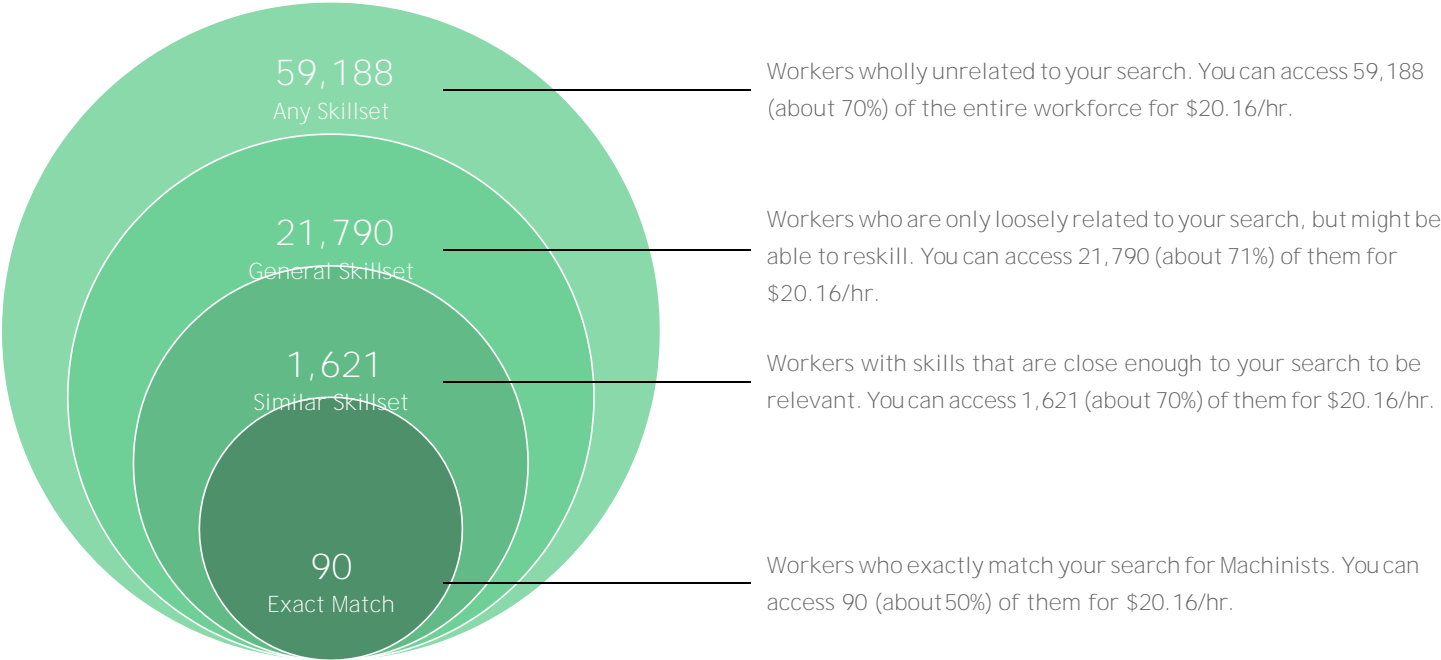 59,188
Any Skillset
Workers wholly unrelated to your search. You can access 59,188
(about 70%) of the entire workforce for $20.16/hr.
21,790
General Skillset
Workers who are only loosely related to your search, but might be
able to reskill. You can access 21,790 (about 71%) of them for
$20.16/hr.
1,621
Similar Skillset
Workers with skills that are close enough to your search to be
relevant. You can access 1,621 (about 70%) of them for $20.16/hr.
90
Exact Match
Workers who exactly match your search for Machinists. You can
access 90 (about 50%) of them for $20.16/hr.